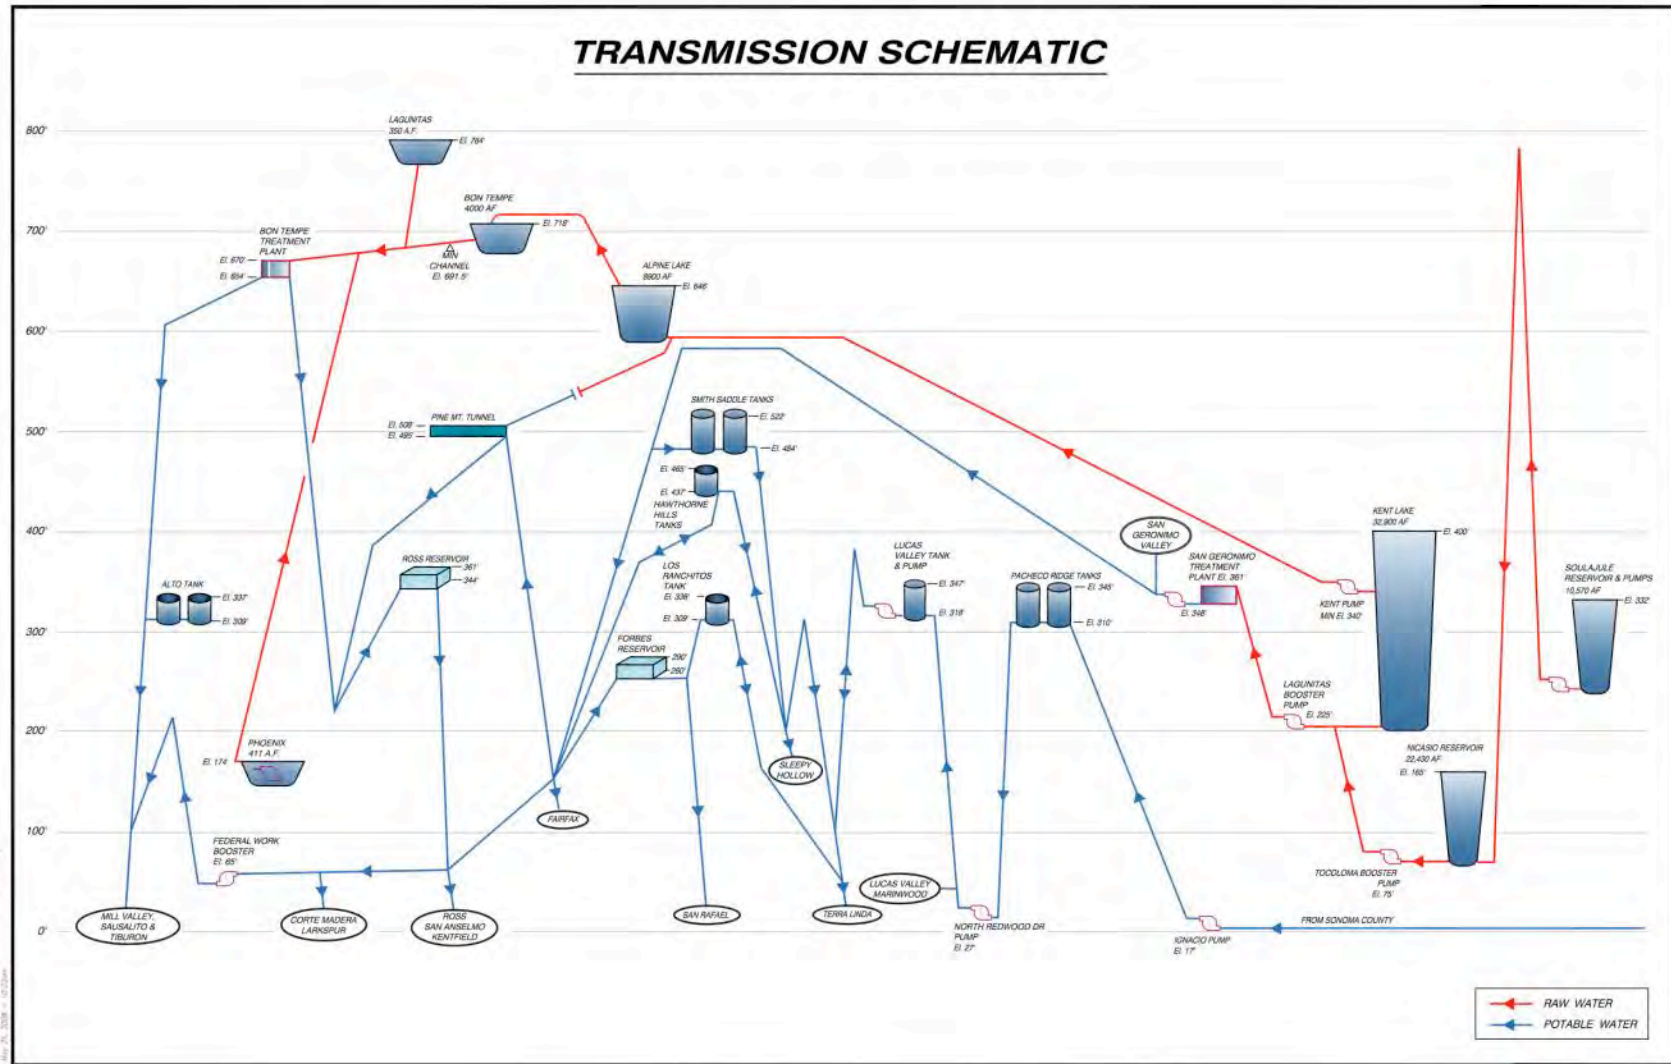 TRANSMISSION SCHEMATIC
800'
700'
600'
500'
400'
300'
200'
100'
0'
LAGUNITAS
350 A.F.
El. 784'
BON TEMPE
4000 AF
El. 718'
BON TEMPE
TREATMENT
PLANT
El. 670'
El. 654'
MIN
CHANNEL
El. 691.5'
ALPINE LAKE
8900 AF
El. 646'
PINE MT. TUNNEL
El. 508'
El. 495'
SMITH SADDLE TANKS
El. 522'
El. 484'
El. 465'
El. 437'
HAWTHORNE
HILLS
TANKS
ROSS RESERVOIR
361'
344'
ALTO TANK
El. 337'
El. 309'
LOS
RANCHITOS
TANK
El. 338'
El. 309'
FORBES
RESERVOIR
290'
280'
LUCAS
VALLEY TANK
& PUMP
El. 347'
El. 318'
PACHECO RIDGE TANKS
El. 345'
El. 310'
SAN
GERONIMO
VALLEY
SAN GERONIMO
TREATMENT
PLANT El. 361'
El. 348'
KENT LAKE
32,900 AF
El. 400'
KENT PUMP
MIN El. 340'
SOULAJULE
RESERVOIR & PUMPS
10,570 AF
El. 332'
LAGUNITAS
BOOSTER
PUMP
El. 225'
NICASIO RESERVOIR
22,430 AF
El. 165'
TOCOLOMA BOOSTER
PUMP
El. 75'
PHOENIX
411 A.F.
El. 174'
FEDERAL WORK
BOOSTER
El. 65'
FAIRFAX
SLEEPY
HOLLOW
MILL VALLEY,
SAUSALITO &
TIBURON
CORTE MADERA
LARKSPUR
ROSS
SAN ANSELMO
KENTFIELD
SAN RAFAEL
TERRA LINDA
LUCAS VALLEY
MARINWOOD
NORTH REDWOOD DR
PUMP
El. 27'
IGNACIO PUMP
El. 17'
FROM SONOMA COUNTY
RAW WATER
POTABLE WATER